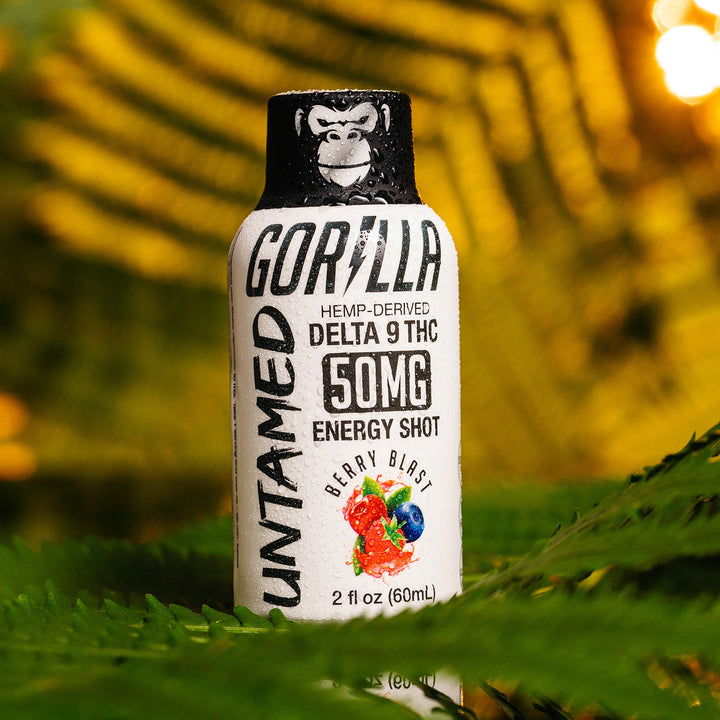 GORILLA
UNTAMED
HEMP-DERIVED
DELTA 9 THC
50MG
ENERGY SHOT
BERRY BLAST
2 fl oz (60mL)